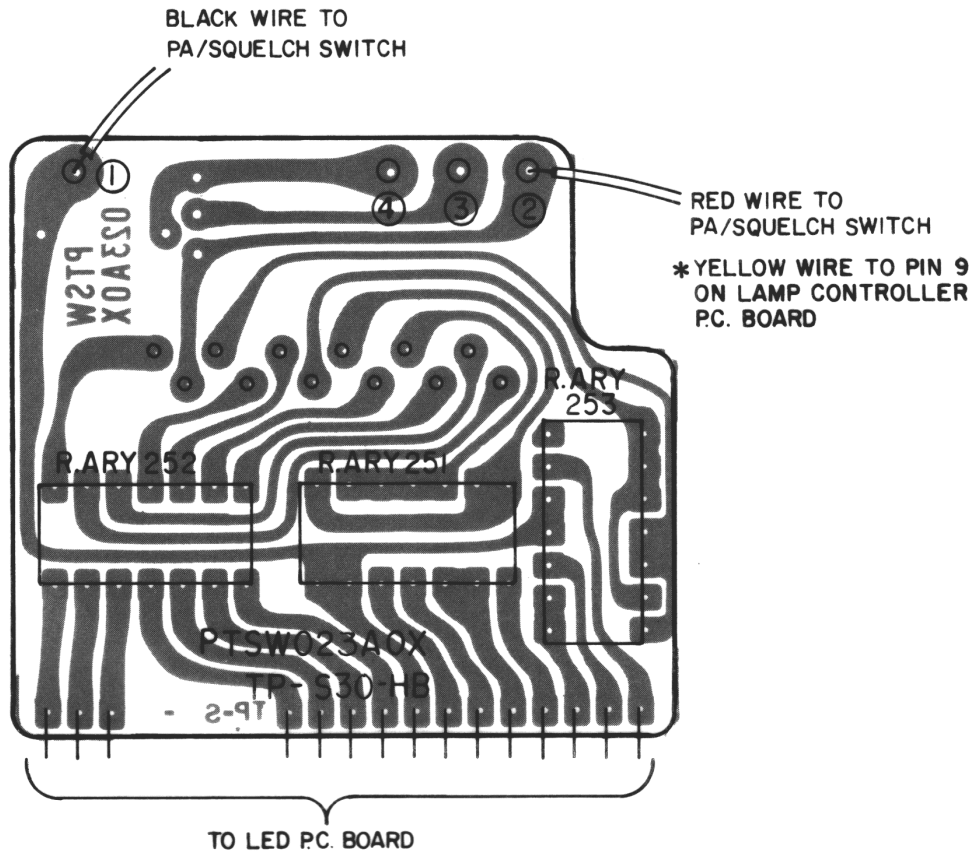 BLACK WIRE TO
PA/SQUELCH SWITCH
①
④
③
②
RED WIRE TO
PA/SQUELCH SWITCH
* YELLOW WIRE TO PIN 9
ON LAMP CONTROLLER
P.C. BOARD
PTSW
023A0X
R.ARY
253
R.ARY 252
R.ARY 251
PTSW023A0X
TP-S30-HB
TP-S -
TO LED P.C. BOARD